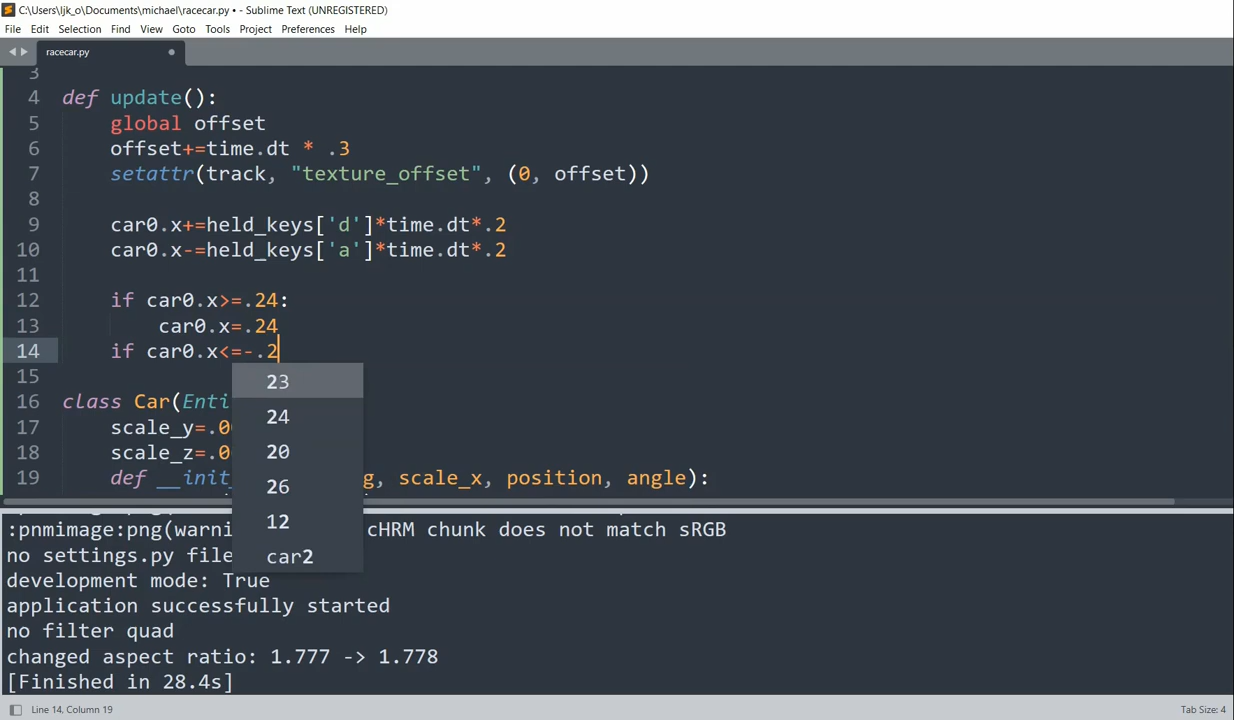 C:\Users\ljk_o\Documents\michael\racecar.py • - Sublime Text (UNREGISTERED)
File Edit Selection Find View Goto Tools Project Preferences Help
racecar.py
3
4 def update():
5 global offset
6 offset+=time.dt * .3
7 setattr(track, "texture_offset", (0, offset))
8
9 car0.x+=held_keys['d']*time.dt*.2
10 car0.x-=held_keys['a']*time.dt*.2
11
12 if car0.x>=.24:
13 car0.x=.24
14 if car0.x<=-.2
15
23
16 class Car(Enti
24
17 scale_y=.0
18 scale_z=.0
20
19 def __init_ g, scale_x, position, angle):
26
12
car2
:pnmimage:png(warni cHRM chunk does not match sRGB
no settings.py file
development mode: True
application successfully started
no filter quad
changed aspect ratio: 1.777 -> 1.778
[Finished in 28.4s]
Line 14, Column 19
Tab Size: 4